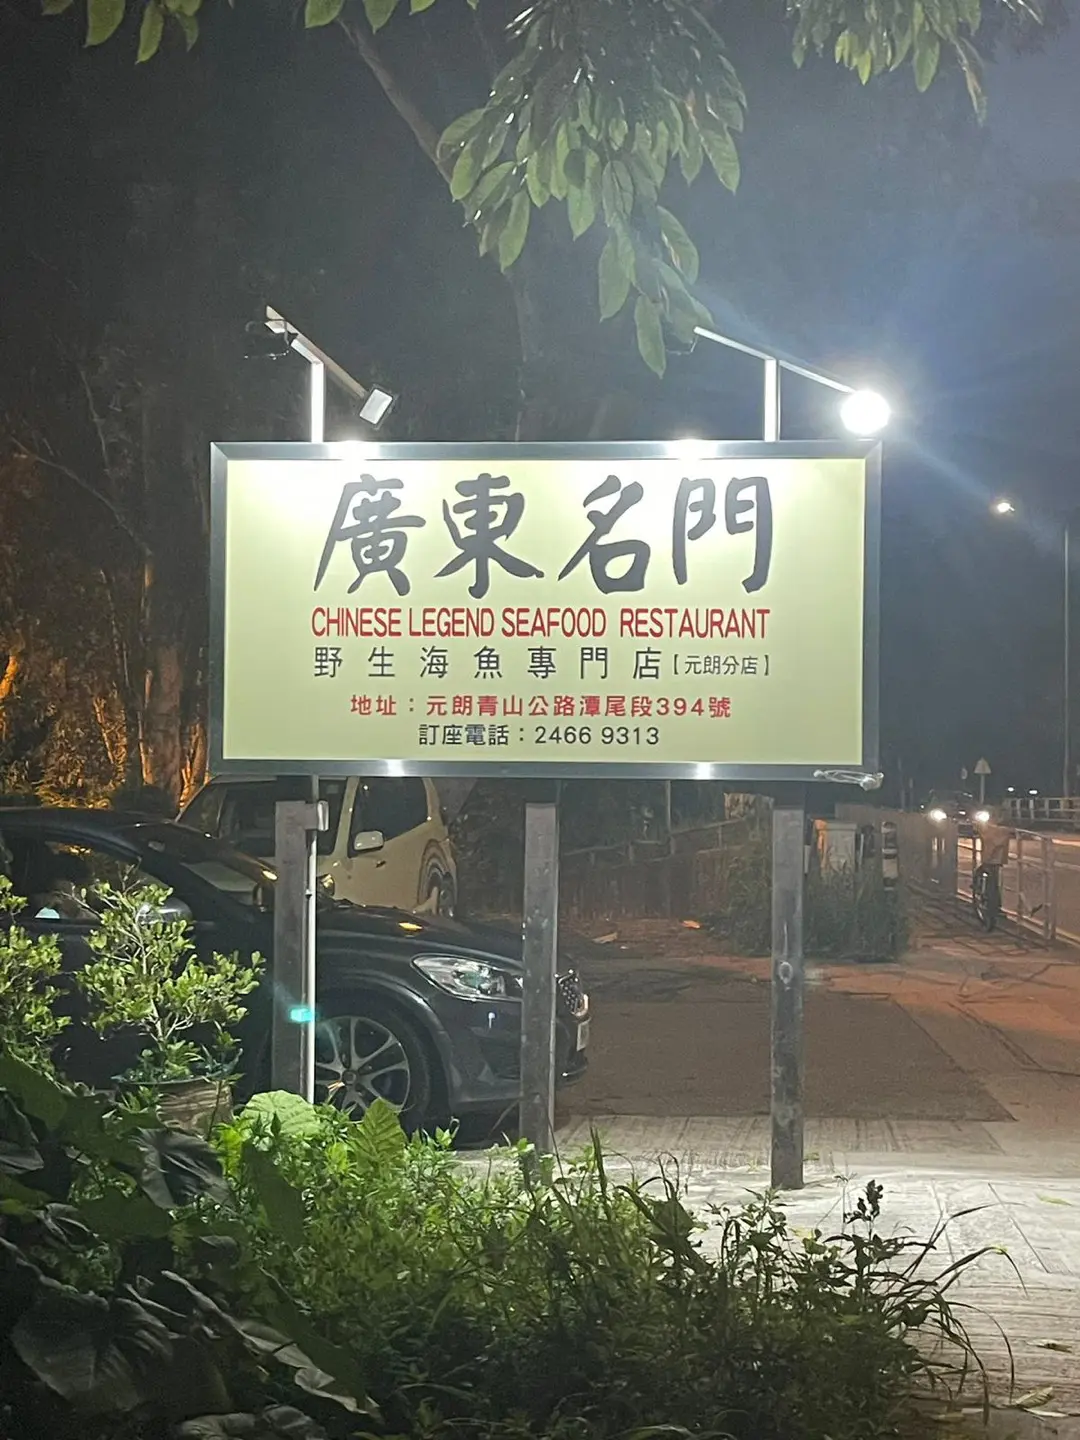 廣東名門
CHINESE LEGEND SEAFOOD RESTAURANT
野生海魚專門店【元朗分店】
地址：元朗青山公路潭尾段394號
訂座電話：2466 9313